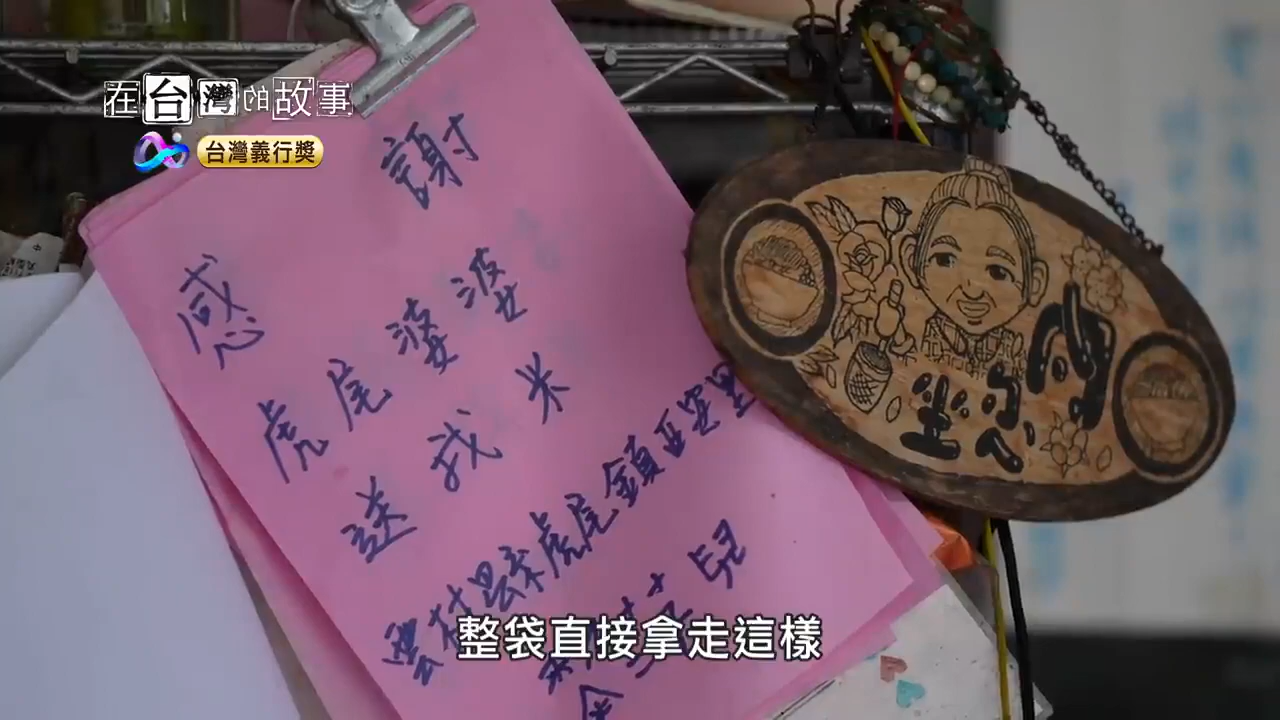 在台灣的故事
台灣義行獎
感謝
虎尾婆婆
送我米
雲林縣虎尾鎮
兒
整袋直接拿走這樣